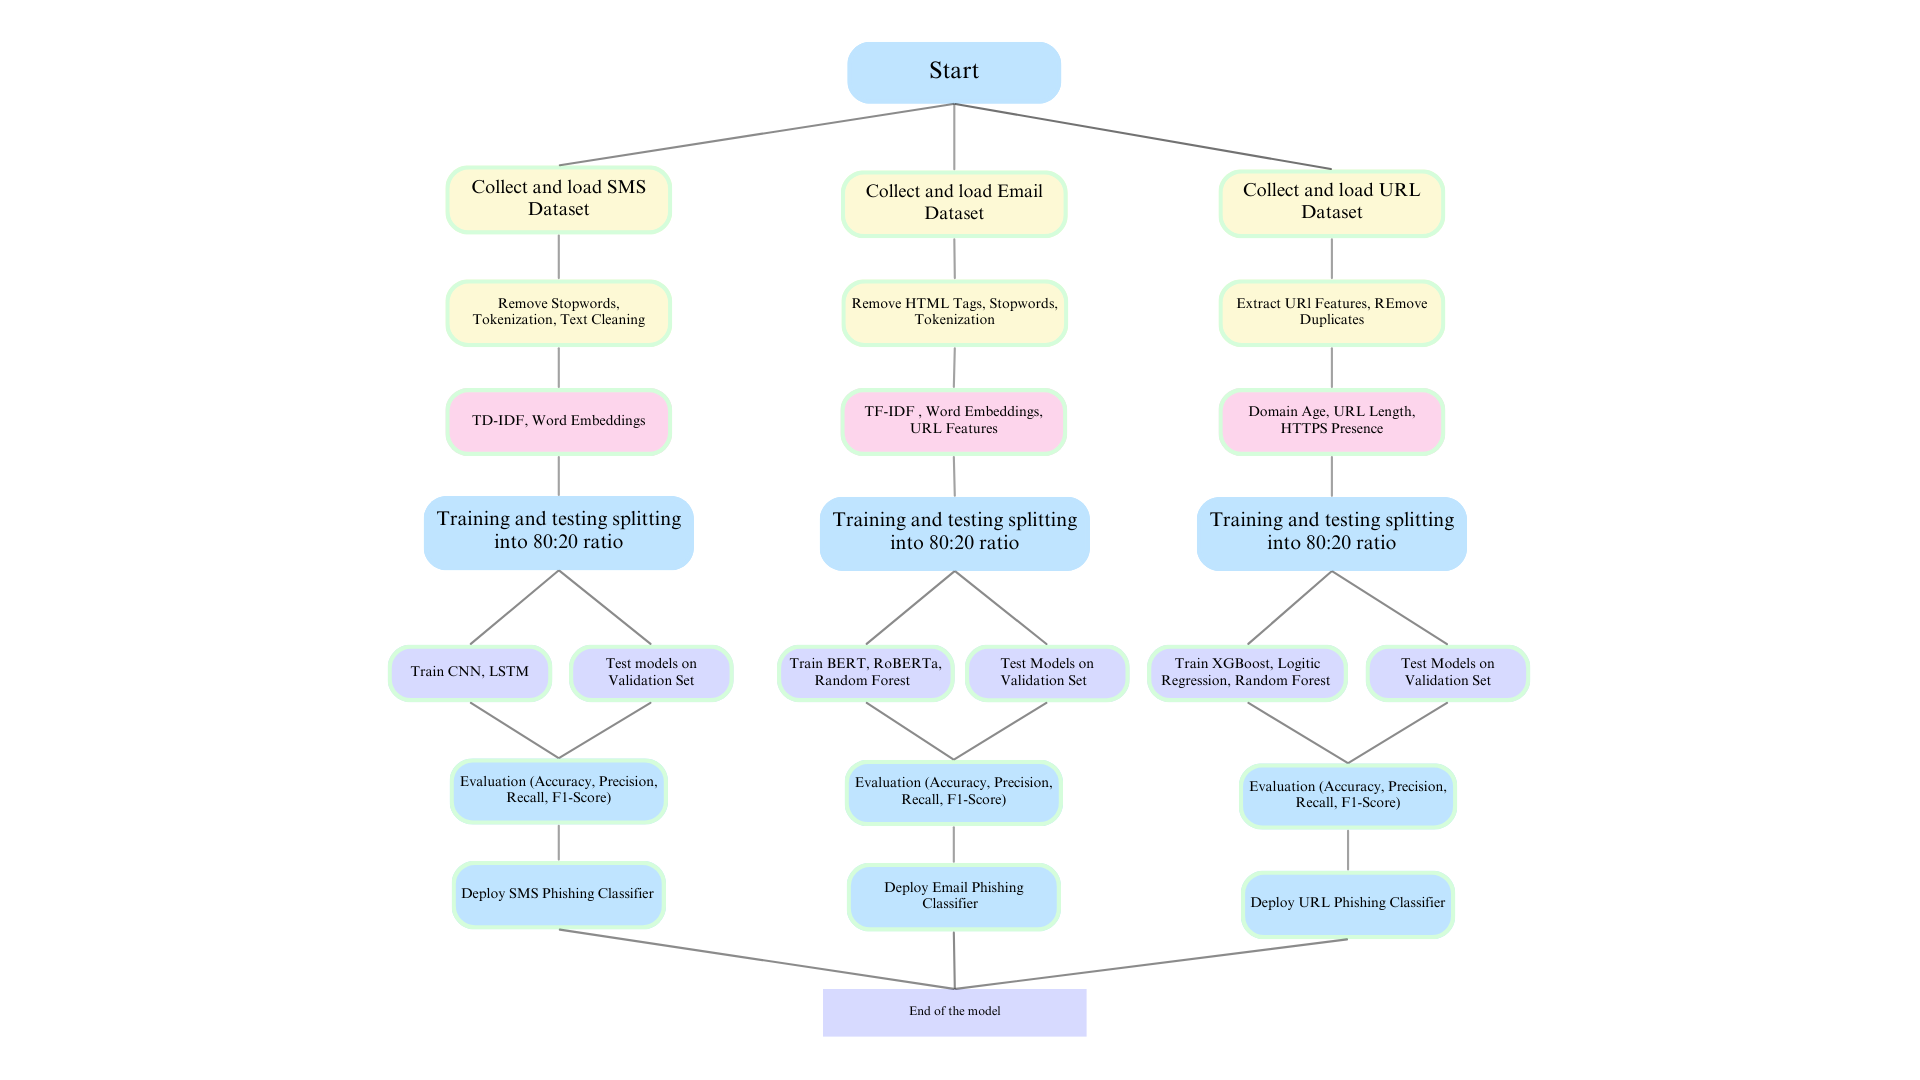 Start
Collect and load SMS
Dataset
Collect and load Email
Dataset
Collect and load URL
Dataset
Remove Stopwords,
Tokenization, Text Cleaning
Remove HTML Tags, Stopwords,
Tokenization
Extract URl Features, REmove
Duplicates
TD-IDF, Word Embeddings
TF-IDF , Word Embeddings,
URL Features
Domain Age, URL Length,
HTTPS Presence
Training and testing splitting
into 80:20 ratio
Training and testing splitting
into 80:20 ratio
Training and testing splitting
into 80:20 ratio
Train CNN, LSTM
Test models on
Validation Set
Train BERT, RoBERTa,
Random Forest
Test Models on
Validation Set
Train XGBoost, Logitic
Regression, Random Forest
Test Models on
Validation Set
Evaluation (Accuracy, Precision,
Recall, F1-Score)
Evaluation (Accuracy, Precision,
Recall, F1-Score)
Evaluation (Accuracy, Precision,
Recall, F1-Score)
Deploy SMS Phishing Classifier
Deploy Email Phishing
Classifier
Deploy URL Phishing Classifier
End of the model